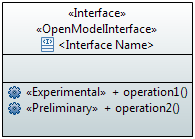 «Interface»
«OpenModelInterface»
<Interface Name>
«Experimental» + operation1()
«Preliminary» + operation2()